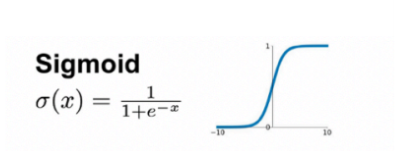 Sigmoid
σ(x) = 1 / 1+e^−x
1
-10
0
10